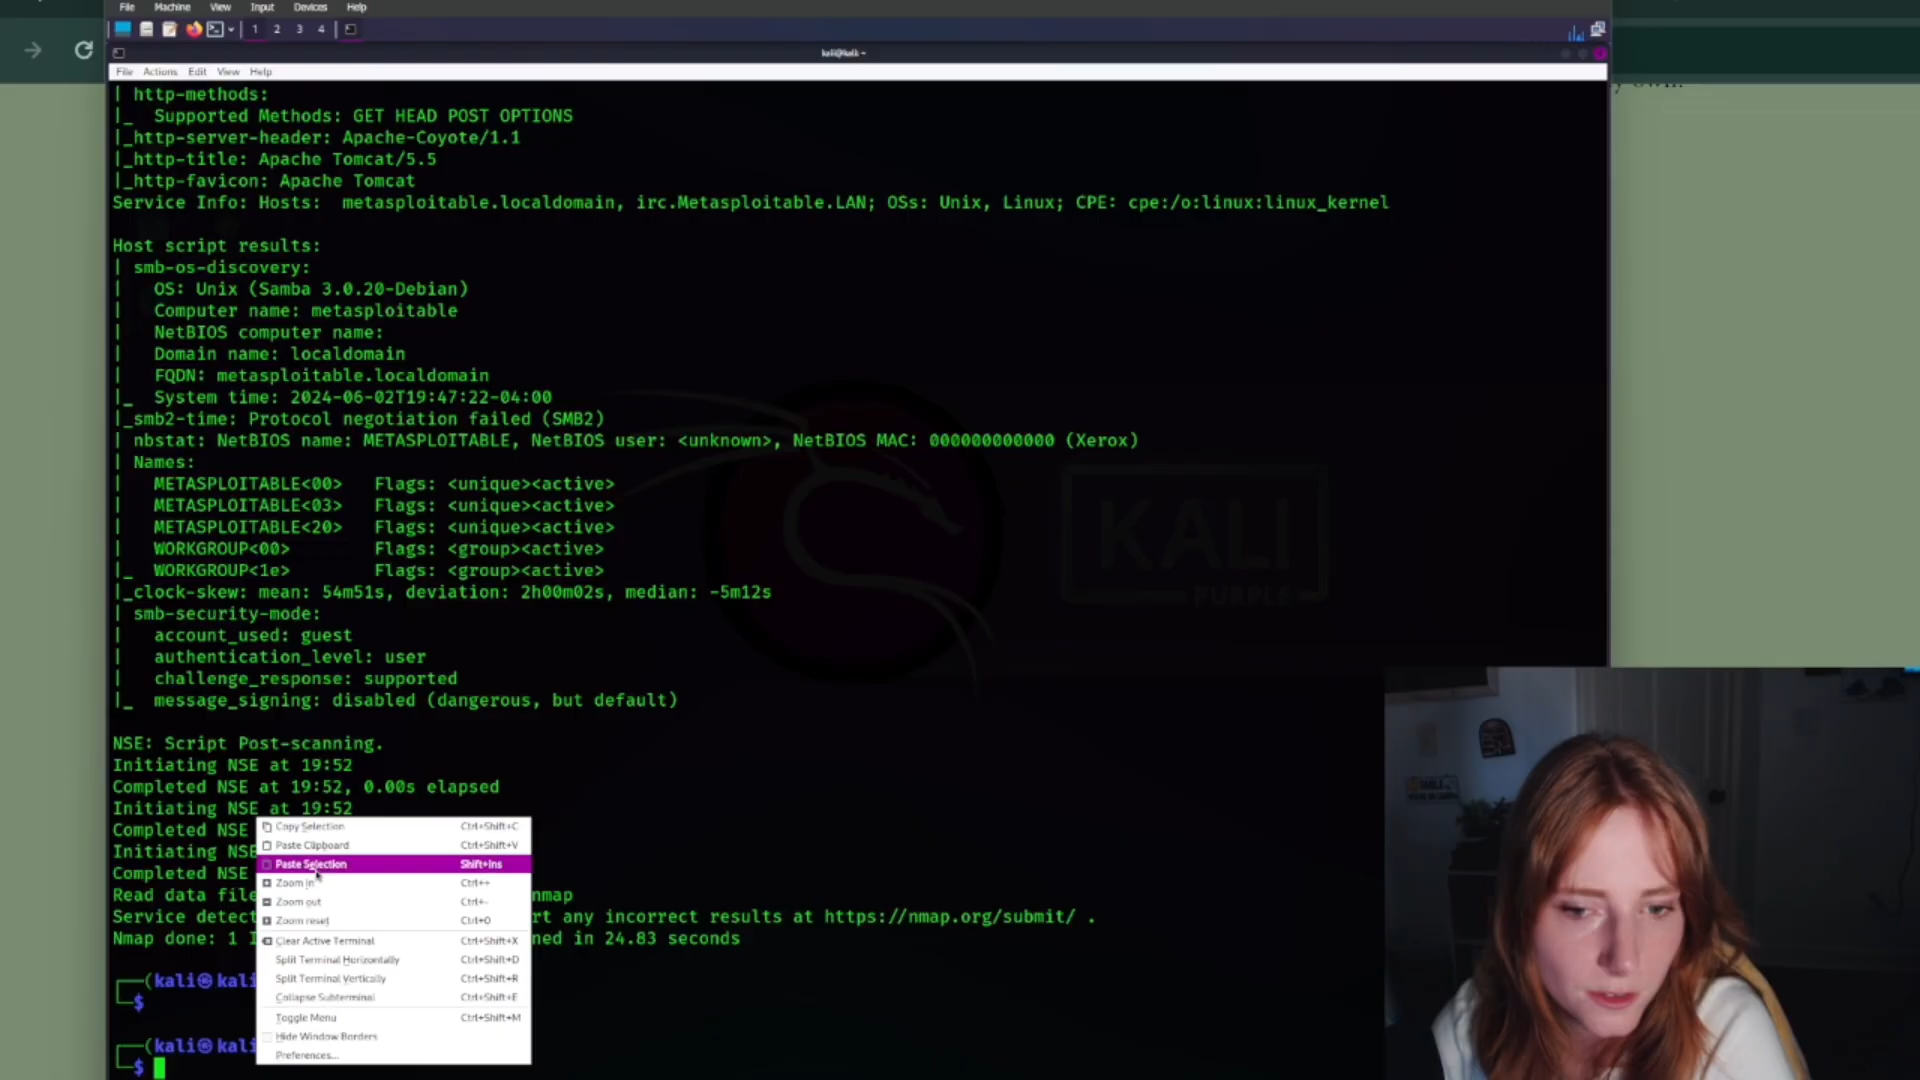 File Machine View Input Devices Help
1 2 3 4
kali@kali: ~
File Actions Edit View Help
| http-methods:
|_ Supported Methods: GET HEAD POST OPTIONS
|_http-server-header: Apache-Coyote/1.1
|_http-title: Apache Tomcat/5.5
|_http-favicon: Apache Tomcat
Service Info: Hosts: metasploitable.localdomain, irc.Metasploitable.LAN; OSs: Unix, Linux; CPE: cpe:/o:linux:linux_kernel
Host script results:
| smb-os-discovery:
| OS: Unix (Samba 3.0.20-Debian)
| Computer name: metasploitable
| NetBIOS computer name:
| Domain name: localdomain
| FQDN: metasploitable.localdomain
|_ System time: 2024-06-02T19:47:22-04:00
|_smb2-time: Protocol negotiation failed (SMB2)
| nbstat: NetBIOS name: METASPLOITABLE, NetBIOS user: <unknown>, NetBIOS MAC: 000000000000 (Xerox)
| Names:
| METASPLOITABLE<00> Flags: <unique><active>
| METASPLOITABLE<03> Flags: <unique><active>
| METASPLOITABLE<20> Flags: <unique><active>
| WORKGROUP<00> Flags: <group><active>
|_ WORKGROUP<1e> Flags: <group><active>
|_clock-skew: mean: 54m51s, deviation: 2h00m02s, median: -5m12s
| smb-security-mode:
| account_used: guest
| authentication_level: user
| challenge_response: supported
|_ message_signing: disabled (dangerous, but default)
KALI
PURPLE
NSE: Script Post-scanning.
Initiating NSE at 19:52
Completed NSE at 19:52, 0.00s elapsed
Initiating NSE at 19:52
Completed NSE
Initiating NSE
Completed NSE
Read data file nmap
Service detec rt any incorrect results at https://nmap.org/submit/ .
Nmap done: 1 I ned in 24.83 seconds
(kali@kali
$
(kali@kali
$
Copy Selection Ctrl+Shift+C
Paste Clipboard Ctrl+Shift+V
Paste Selection Shift+Ins
Zoom in Ctrl++
Zoom out Ctrl+-
Zoom reset Ctrl+0
Clear Active Terminal Ctrl+Shift+X
Split Terminal Horizontally Ctrl+Shift+D
Split Terminal Vertically Ctrl+Shift+R
Collapse Subterminal Ctrl+Shift+E
Toggle Menu Ctrl+Shift+M
Hide Window Borders
Preferences...